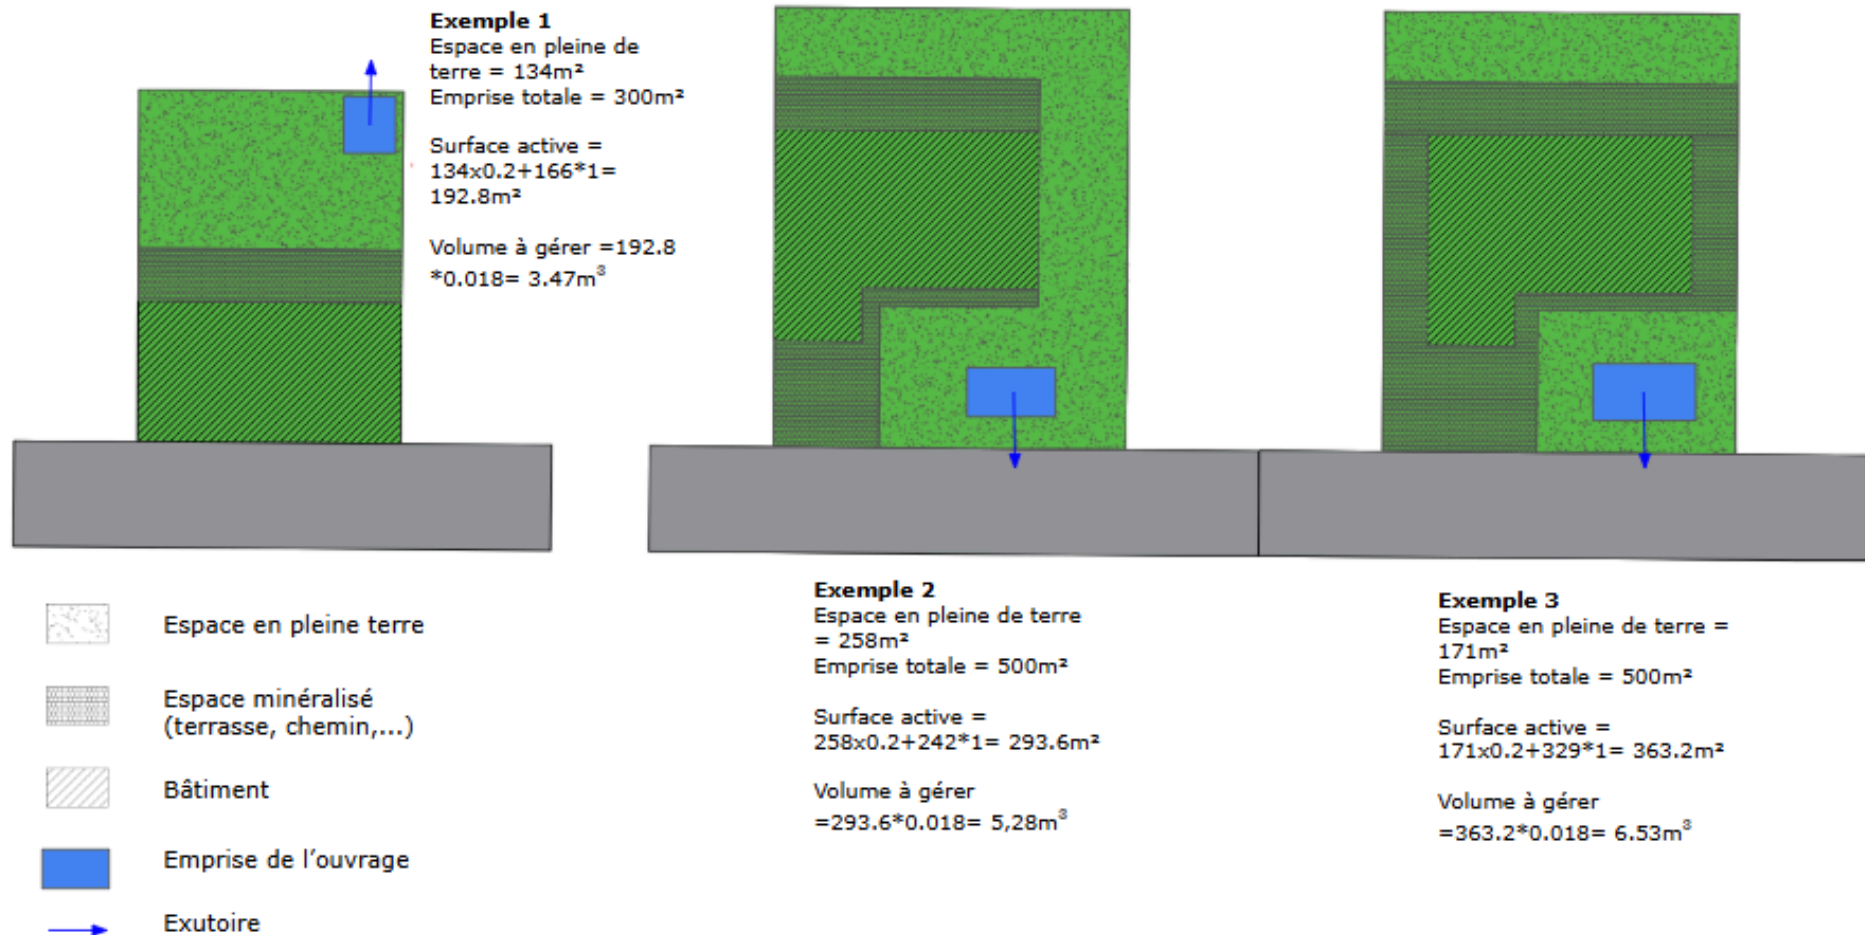 Exemple 1
Espace en pleine de
terre = 134m²
Emprise totale = 300m²
Surface active =
134x0.2+166*1=
192.8m²
Volume à gérer =192.8
*0.018= 3.47m³
Exemple 2
Espace en pleine de terre
= 258m²
Emprise totale = 500m²
Surface active =
258x0.2+242*1= 293.6m²
Volume à gérer
=293.6*0.018= 5,28m³
Exemple 3
Espace en pleine de terre =
171m²
Emprise totale = 500m²
Surface active =
171x0.2+329*1= 363.2m²
Volume à gérer
=363.2*0.018= 6.53m³
Espace en pleine terre
Espace minéralisé
(terrasse, chemin,...)
Bâtiment
Emprise de l'ouvrage
Exutoire